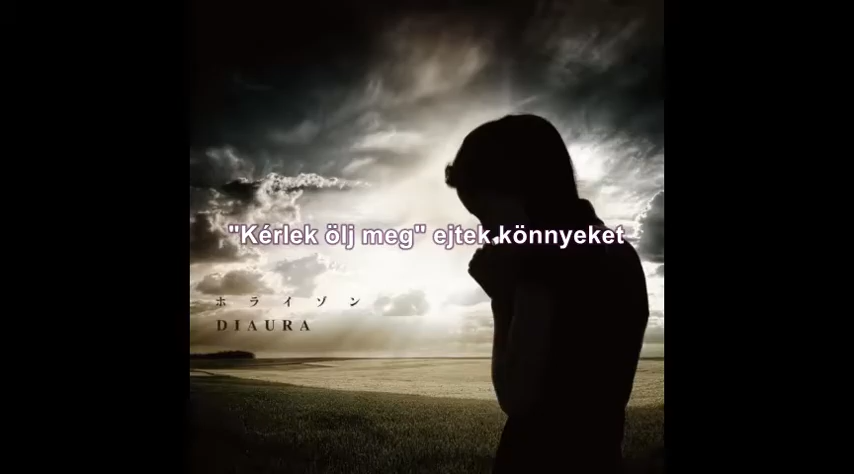 "Kérlek ölj meg" ejtek könnyeket
ホライゾン
DIAURA